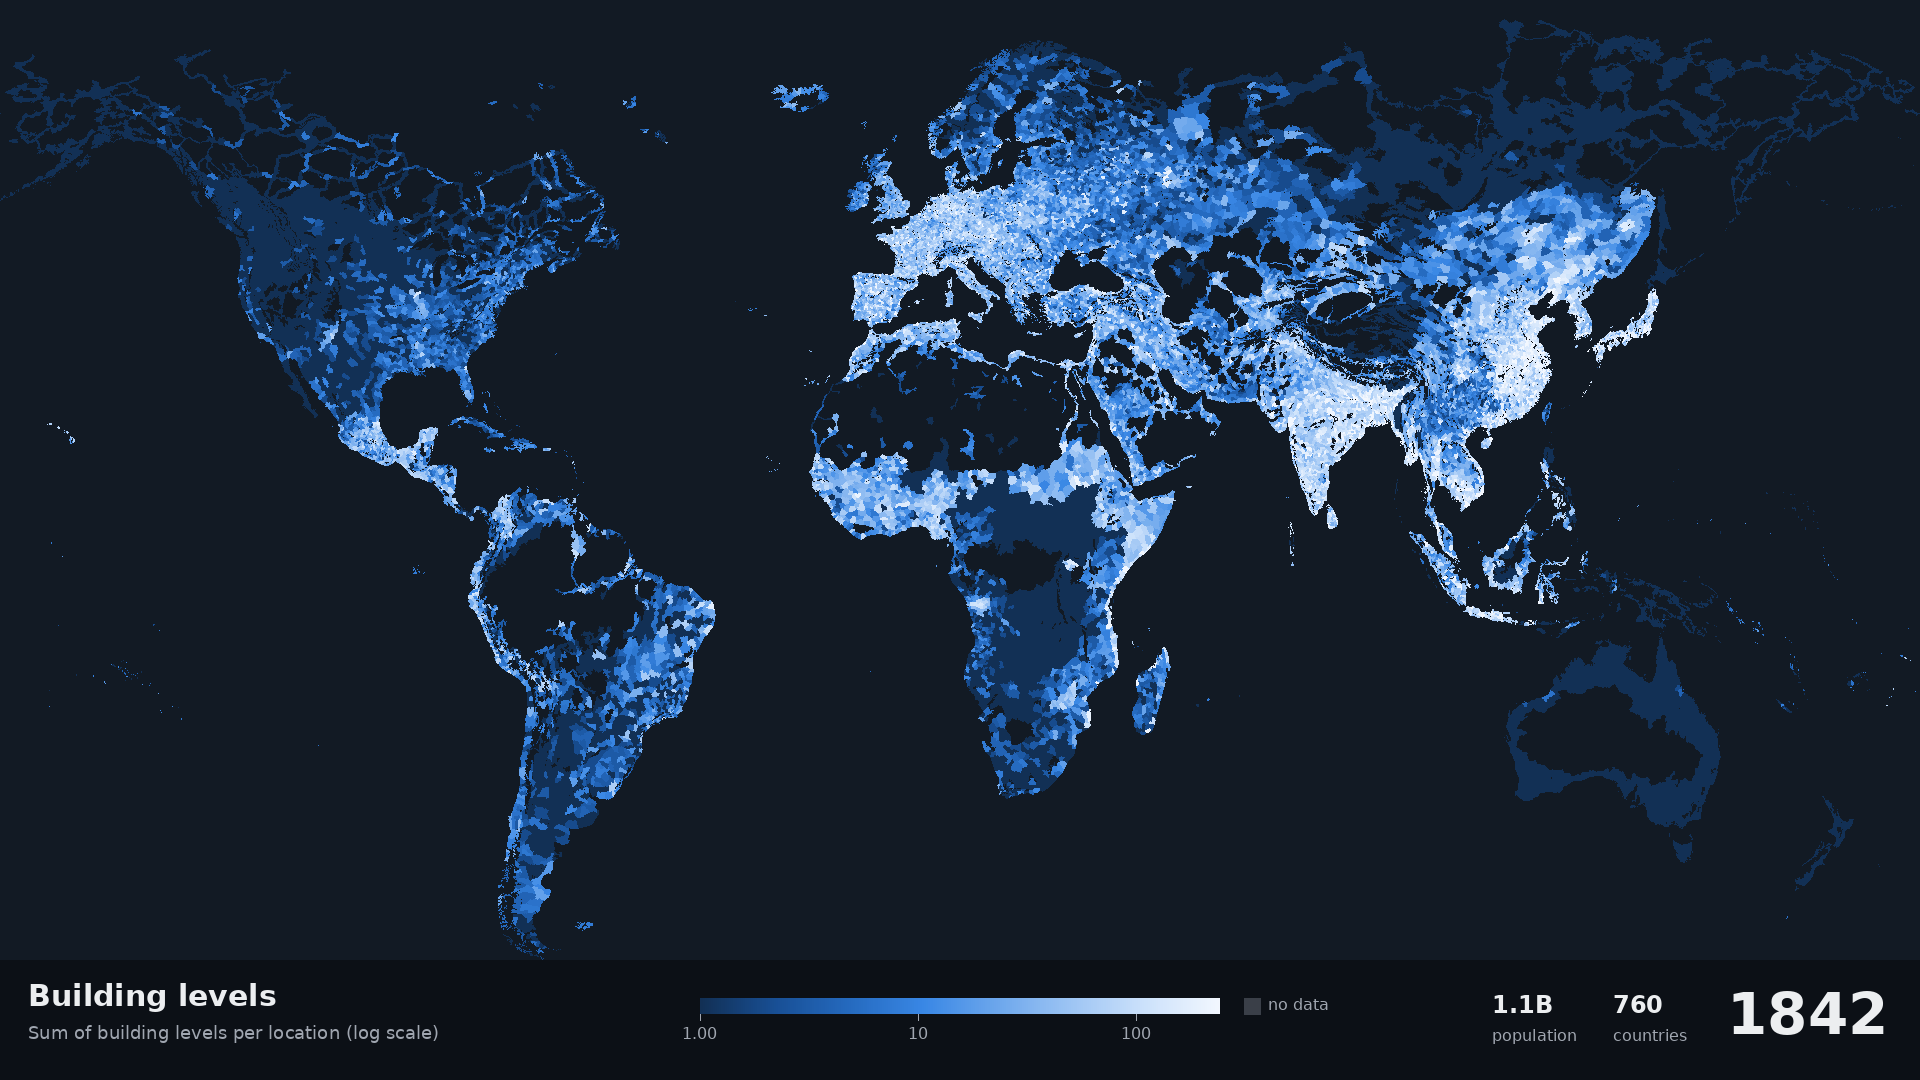 Building levels
Sum of building levels per location (log scale)
1.00
10
100
no data
1.1B
population
760
countries
1842